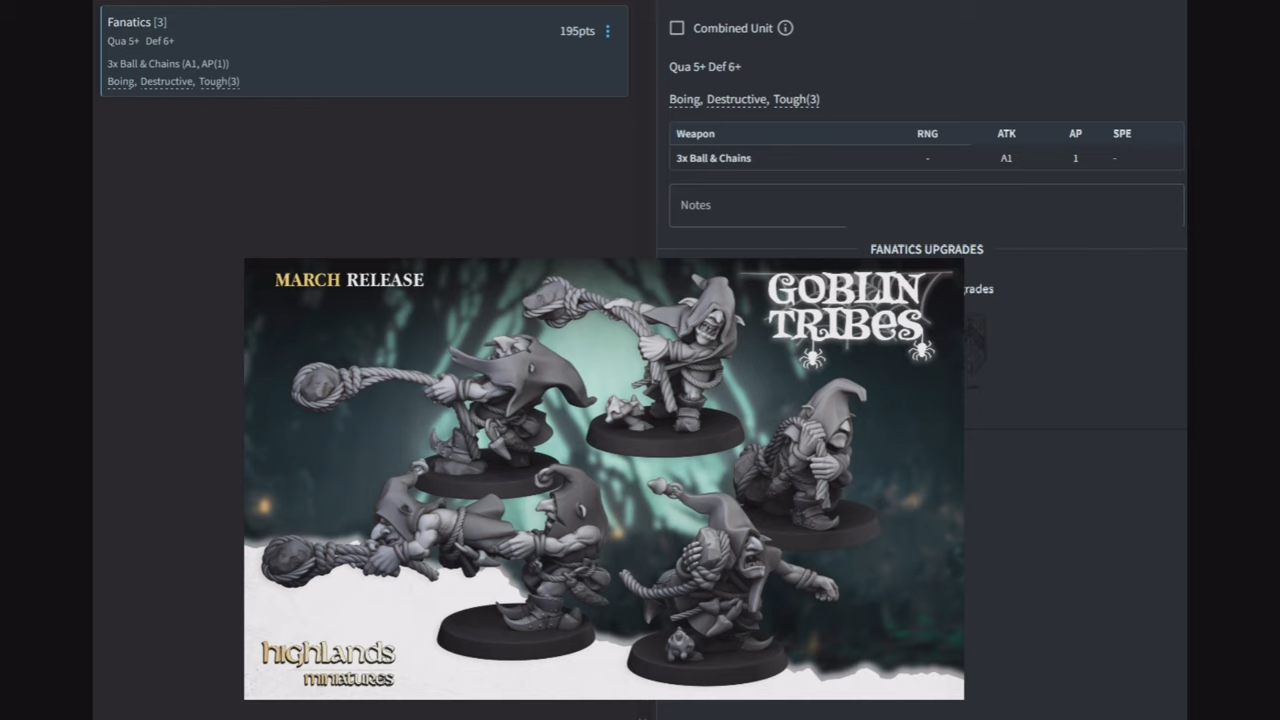 Fanatics [3]
Qua 5+ Def 6+
195pts
3x Ball & Chains (A1, AP(1))
Boing, Destructive, Tough(3)
Combined Unit
Qua 5+ Def 6+
Boing, Destructive, Tough(3)
Weapon RNG ATK AP SPE
3x Ball & Chains - A1 1 -
Notes
FANATICS UPGRADES
rades
MARCH RELEASE
GOBLIN
TRIBES
highlands
miniatures